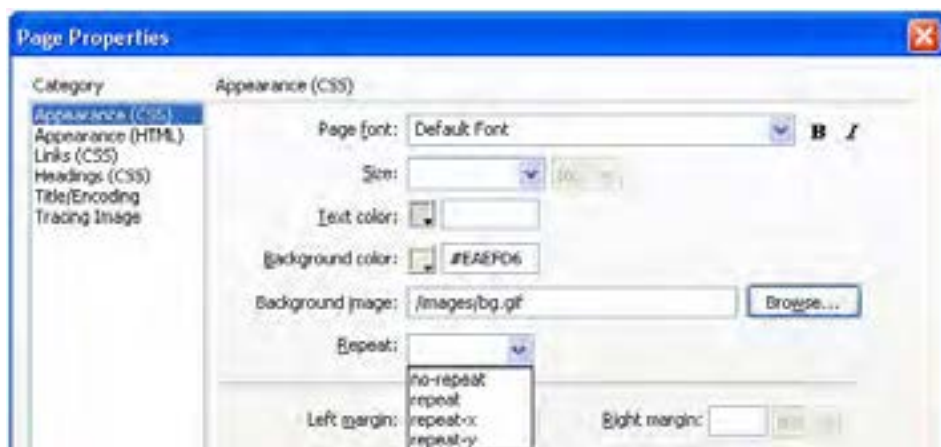 Page Properties
Category
Appearance (CSS)
Appearance (HTML)
Links (CSS)
Headings (CSS)
Title/Encoding
Tracing Image
Appearance (CSS)
Page font: Default Font B I
Size:
Text color:
Background color: #EAEFD6
Background image: /images/bg.gif Browse...
Repeat:
no-repeat
repeat
repeat-x
repeat-y
Left margin:
Right margin: